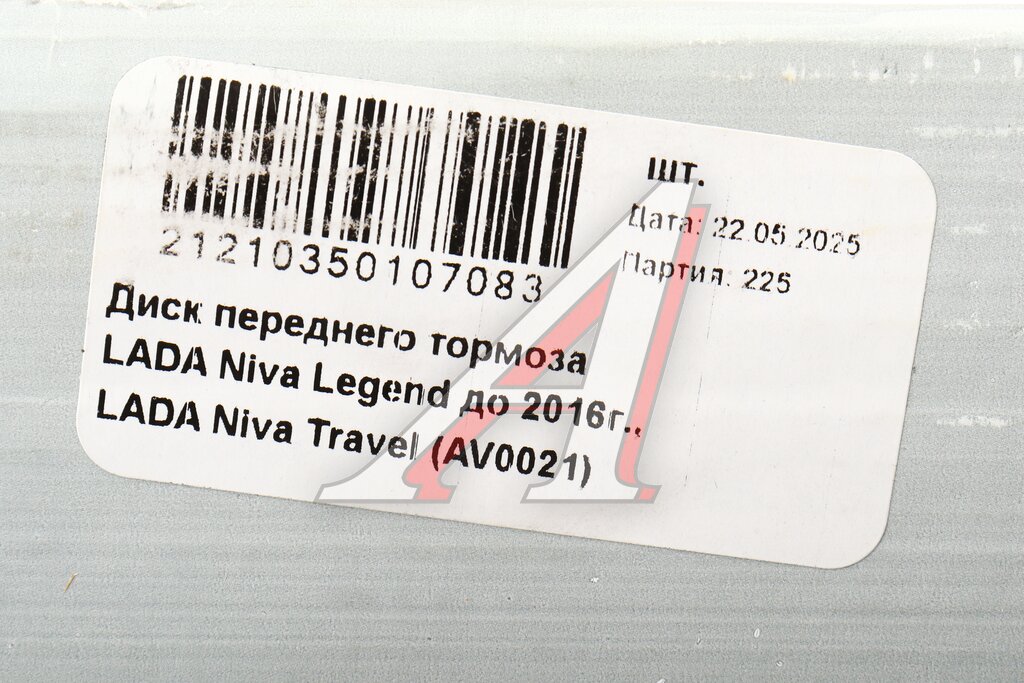 21210350107083
шт.
Дата: 22.05.2025
Партия: 225
Диск переднего тормоза
LADA Niva Legend до 2016г.,
LADA Niva Travel (AV0021)